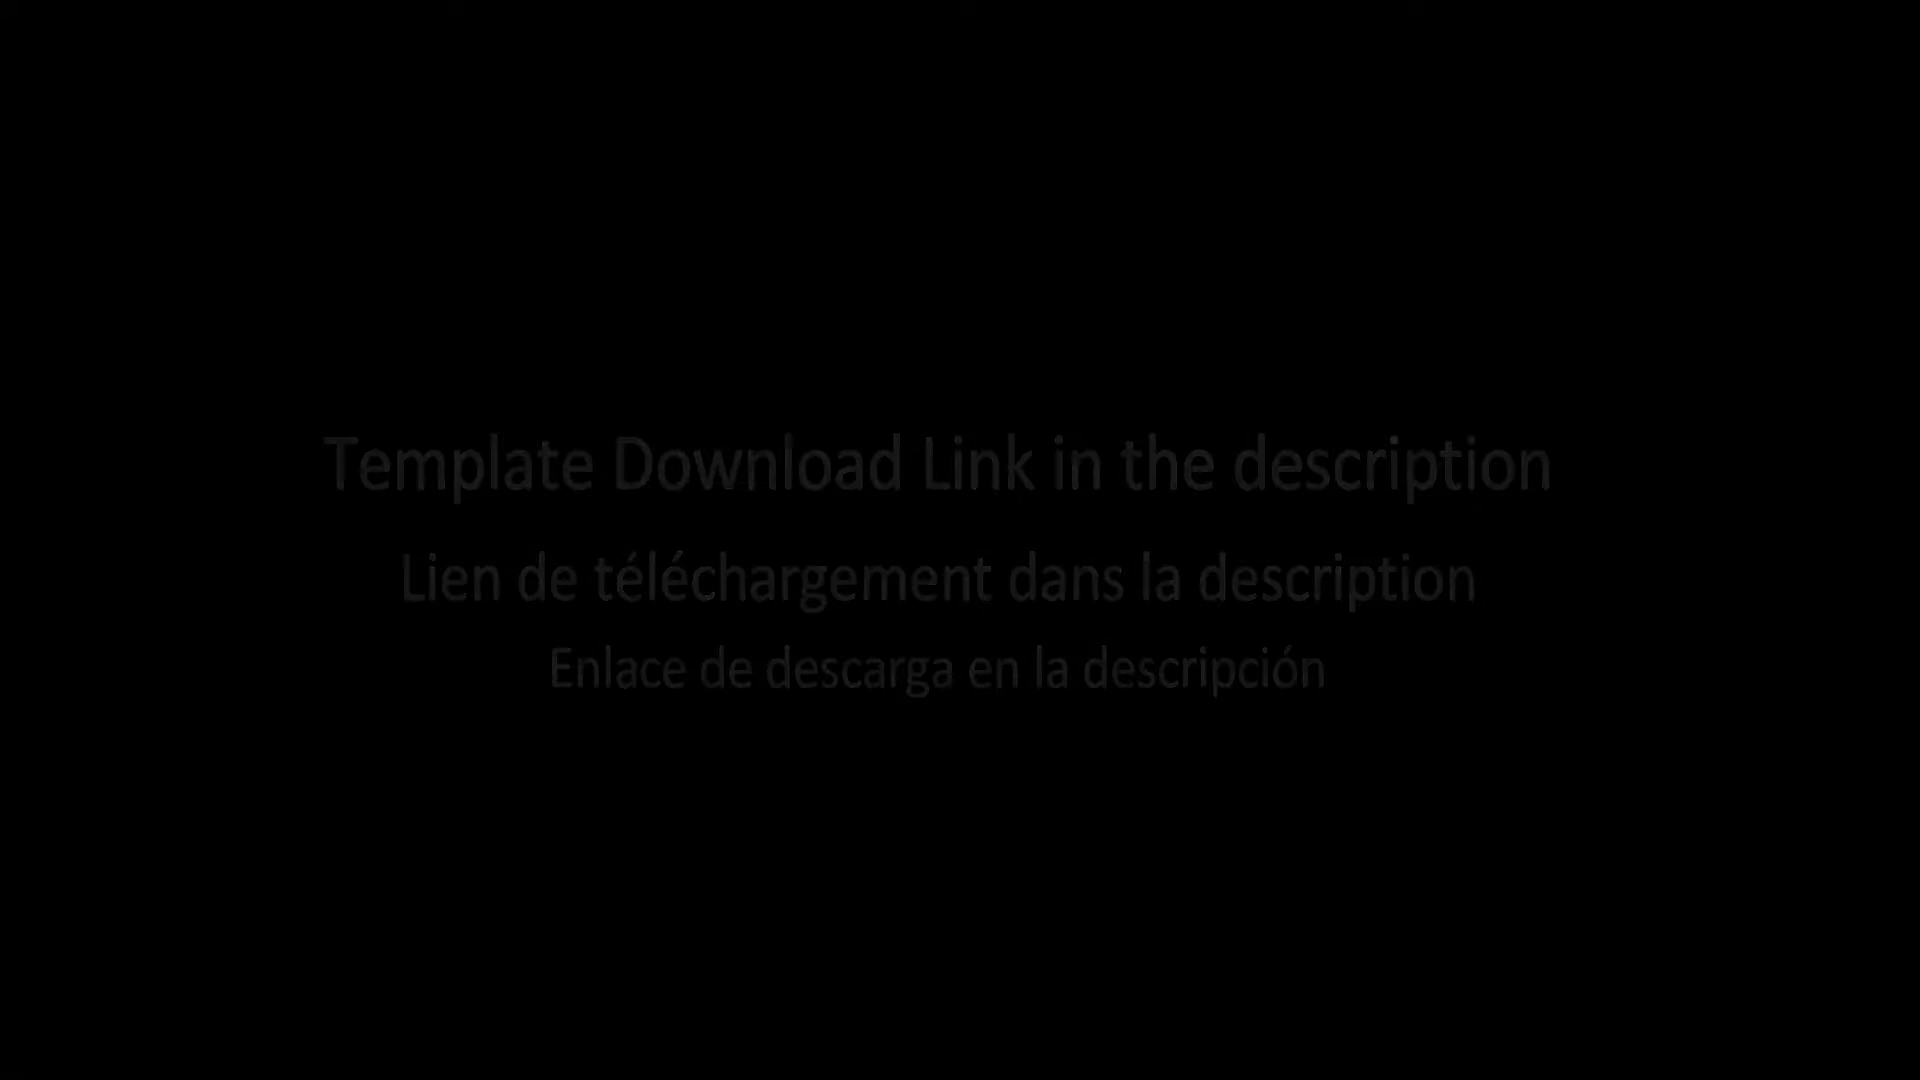 Template Download Link in the description
Lien de téléchargement dans la description
Enlace de descarga en la descripción